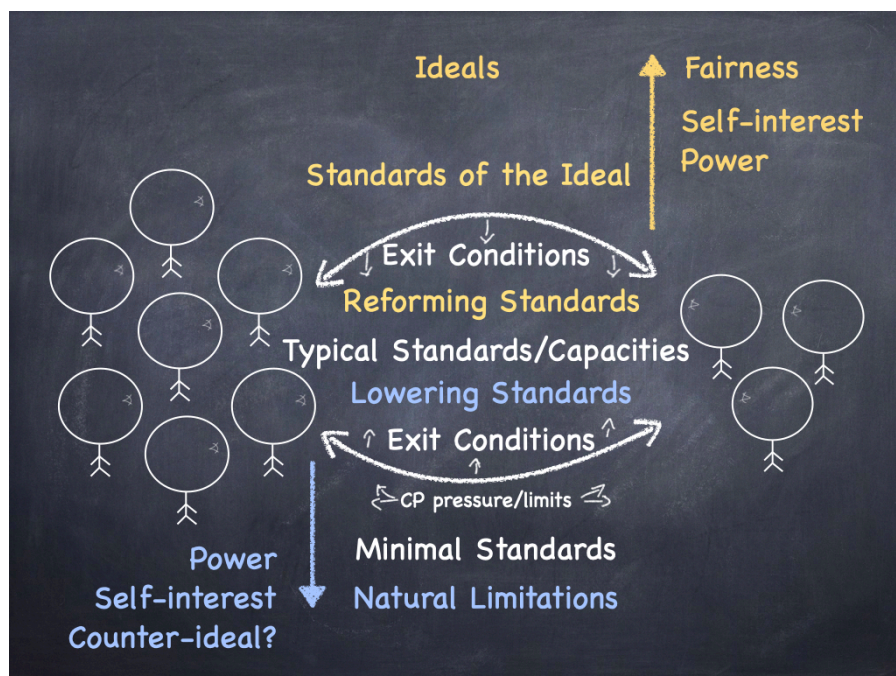 Ideals
Fairness
Self-interest
Power
Standards of the Ideal
Exit Conditions
Reforming Standards
Typical Standards/Capacities
Lowering Standards
Exit Conditions
CP pressure/limits
Minimal Standards
Natural Limitations
Power
Self-interest
Counter-ideal?